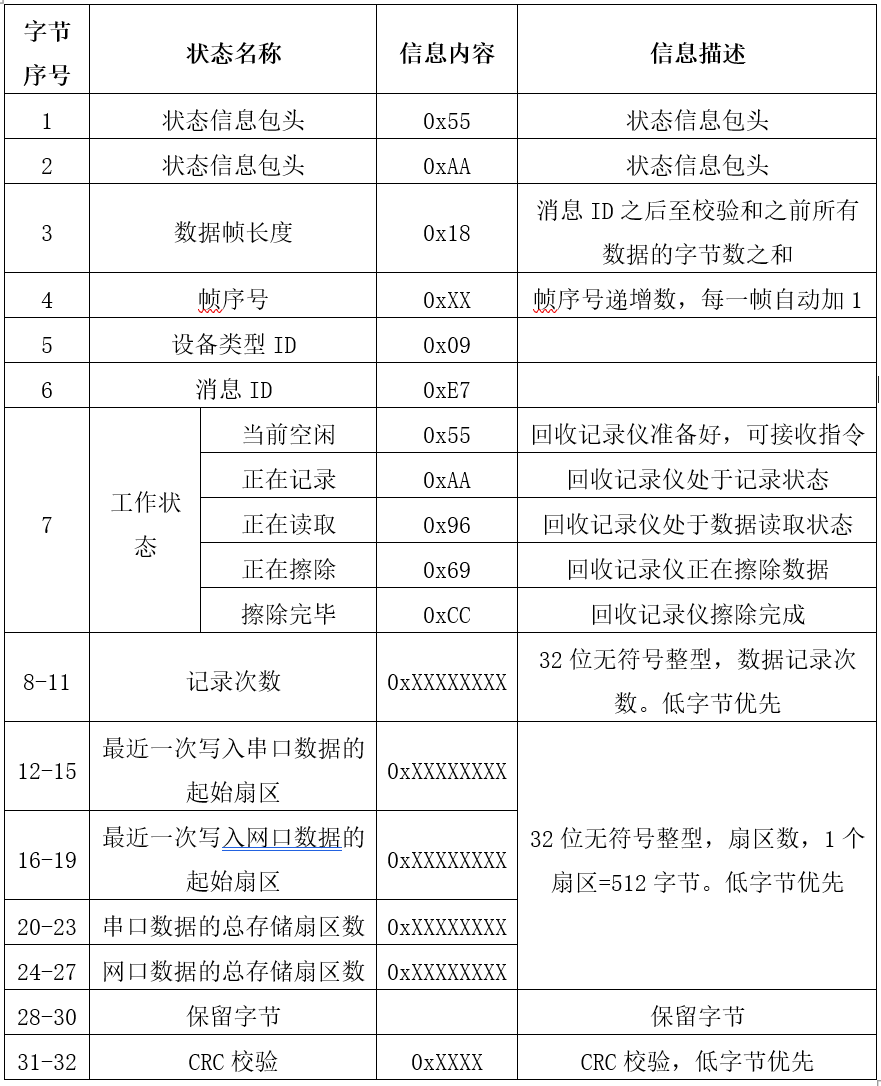 字节
序号
状态名称
信息内容
信息描述
1
状态信息包头
0x55
状态信息包头
2
状态信息包头
0xAA
状态信息包头
3
数据帧长度
0x18
消息 ID 之后至校验和之前所有
数据的字节数之和
4
帧序号
0xXX
帧序号递增数，每一帧自动加 1
5
设备类型 ID
0x09
6
消息 ID
0xE7
7
工作状
态
当前空闲
0x55
回收记录仪准备好，可接收指令
正在记录
0xAA
回收记录仪处于记录状态
正在读取
0x96
回收记录仪处于数据读取状态
正在擦除
0x69
回收记录仪正在擦除数据
擦除完毕
0xCC
回收记录仪擦除完成
8-11
记录次数
0xXXXXXXXX
32 位无符号整型，数据记录次
数。低字节优先
12-15
最近一次写入串口数据的
起始扇区
0xXXXXXXXX
32 位无符号整型，扇区数，1 个
扇区=512 字节。低字节优先
16-19
最近一次写入网口数据的
起始扇区
0xXXXXXXXX
20-23
串口数据的总存储扇区数
0xXXXXXXXX
24-27
网口数据的总存储扇区数
0xXXXXXXXX
28-30
保留字节
保留字节
31-32
CRC 校验
0xXXXX
CRC 校验，低字节优先